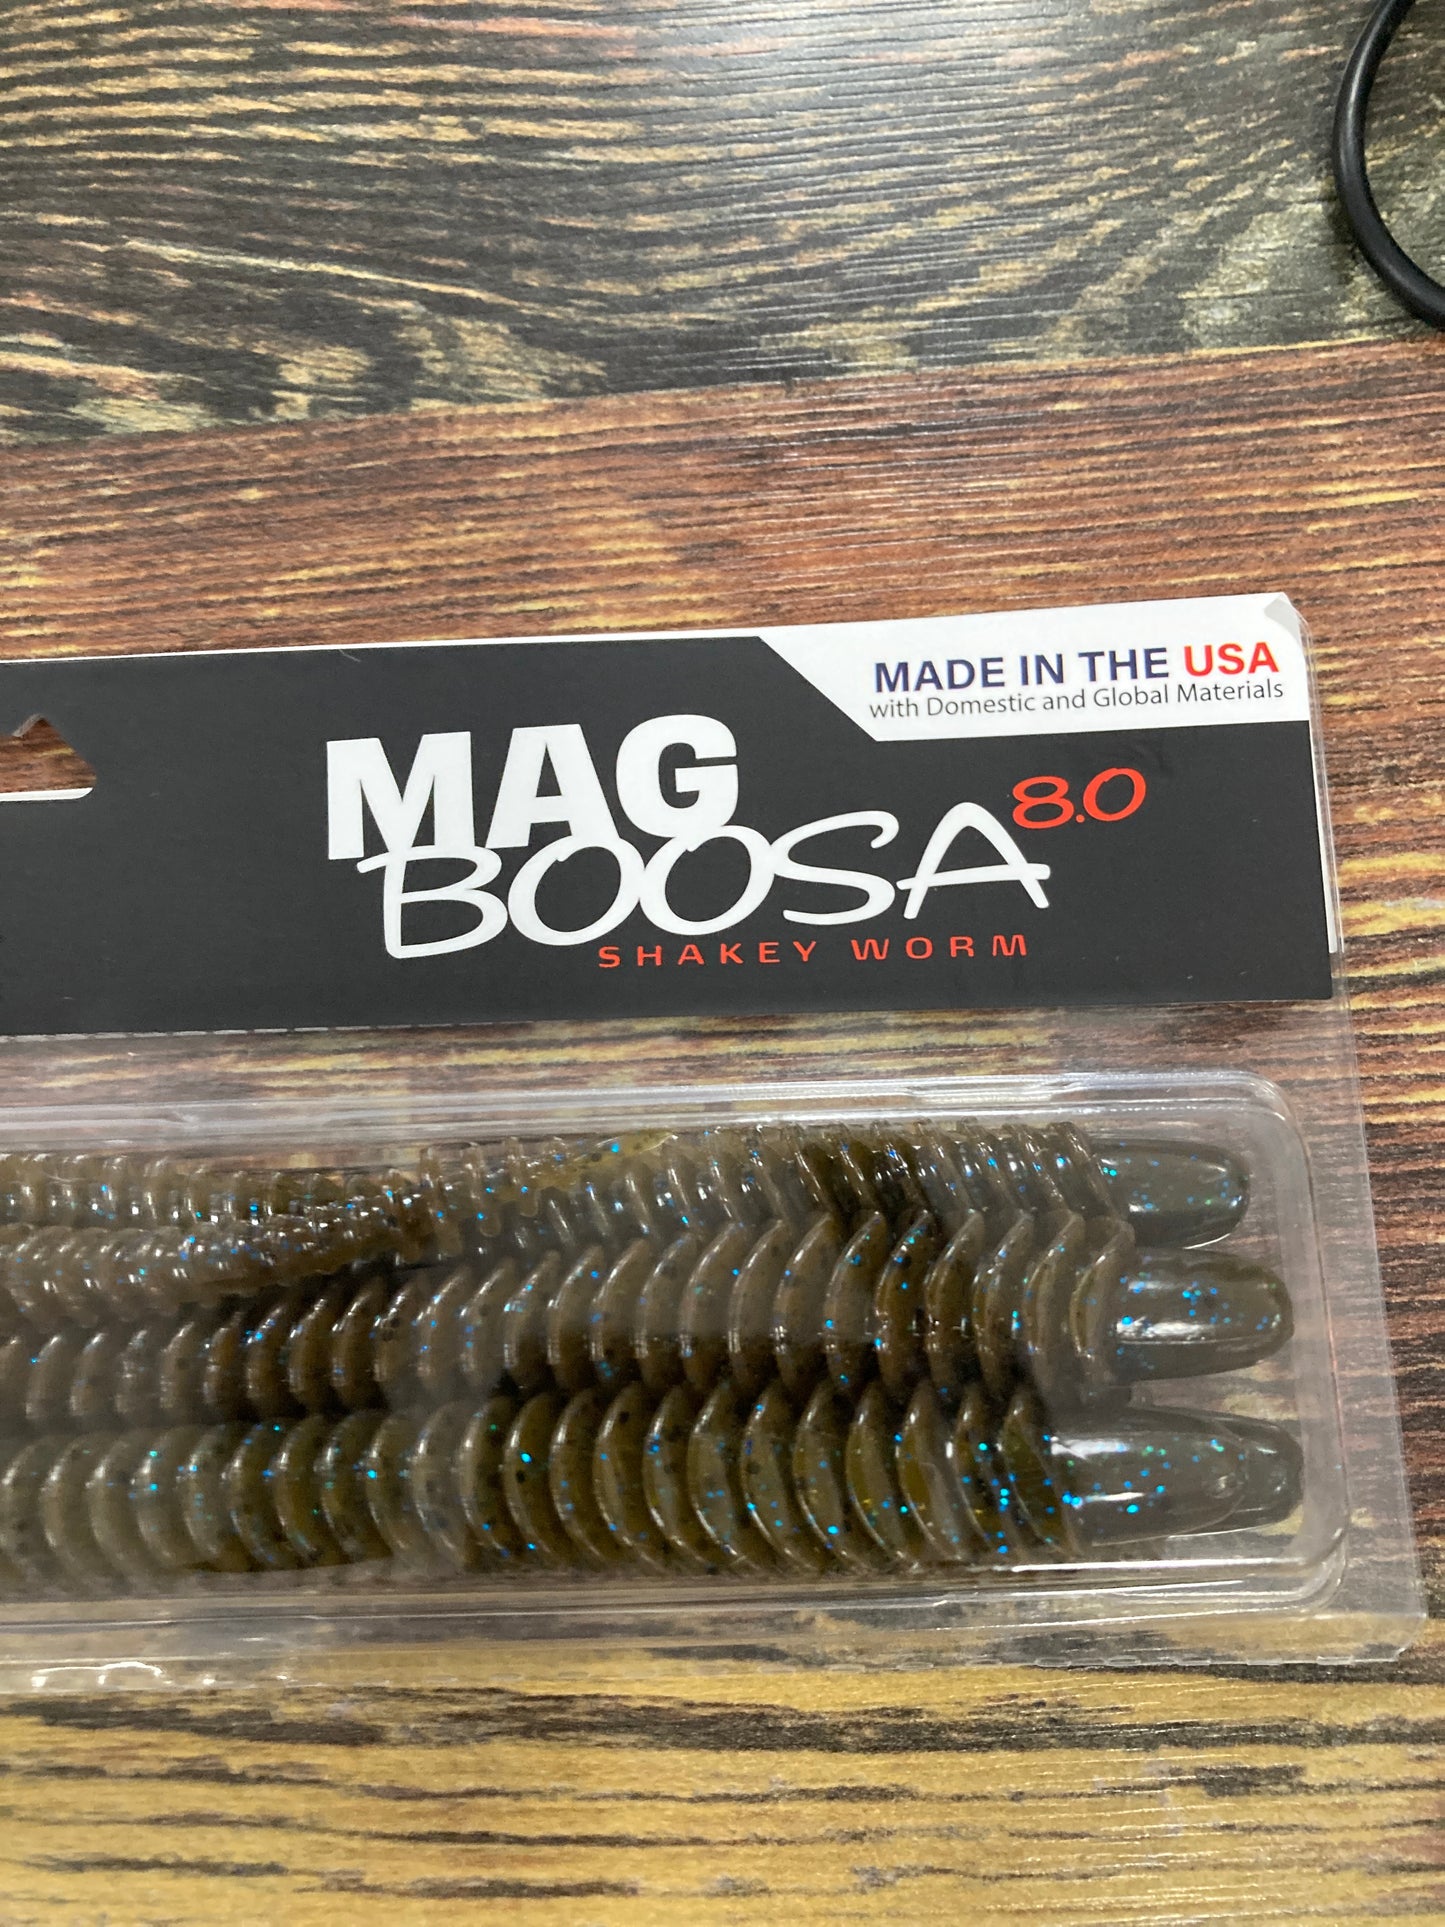 MADE IN THE USA
with Domestic and Global Materials
MAG
BOOSA 8.0
SHAKEY WORM